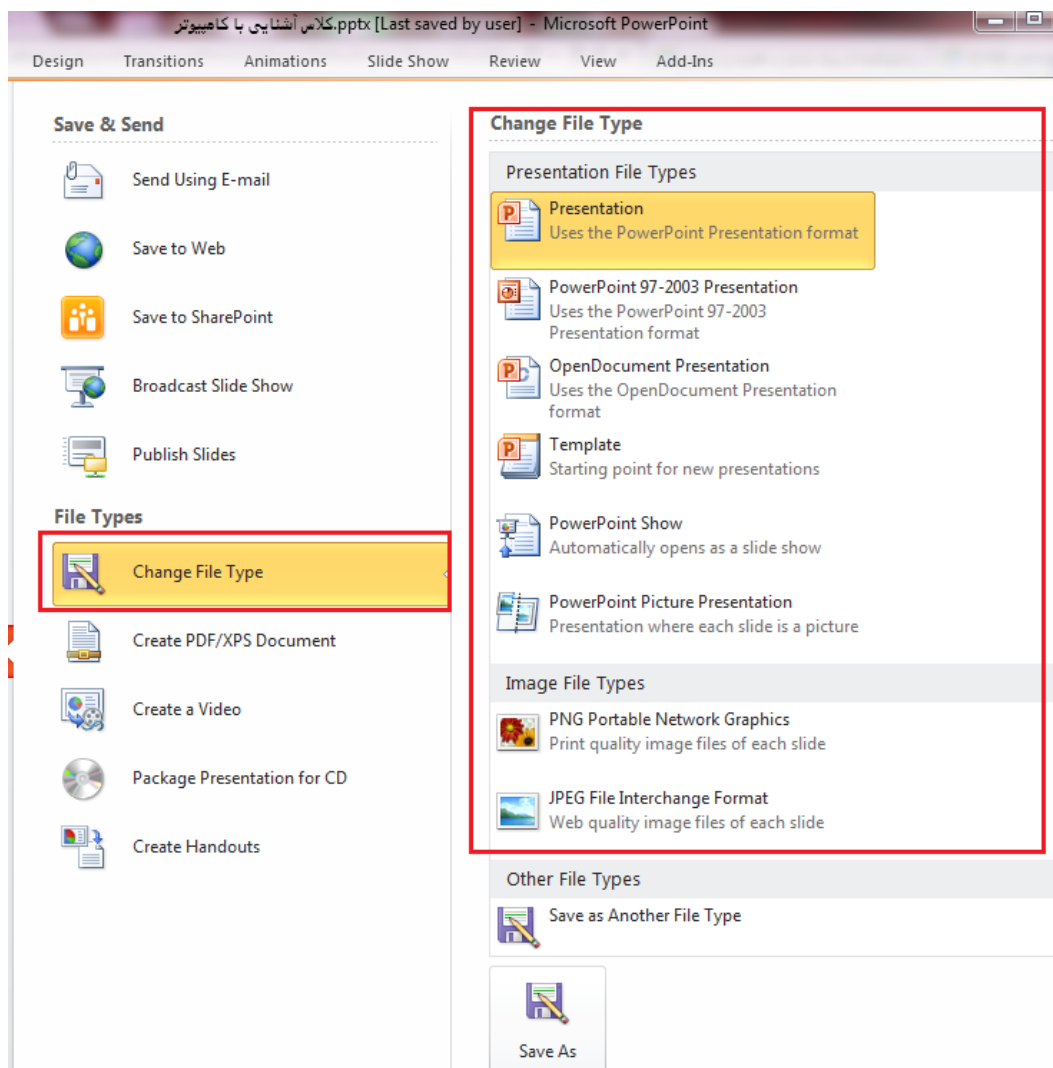 کلاس آشنایی با کامپیوتر.pptx [Last saved by user] - Microsoft PowerPoint
Design Transitions Animations Slide Show Review View Add-Ins
Save & Send
Send Using E-mail
Save to Web
Save to SharePoint
Broadcast Slide Show
Publish Slides
File Types
Change File Type
Create PDF/XPS Document
Create a Video
Package Presentation for CD
Create Handouts
Change File Type
Presentation File Types
Presentation
Uses the PowerPoint Presentation format
PowerPoint 97-2003 Presentation
Uses the PowerPoint 97-2003
Presentation format
OpenDocument Presentation
Uses the OpenDocument Presentation
format
Template
Starting point for new presentations
PowerPoint Show
Automatically opens as a slide show
PowerPoint Picture Presentation
Presentation where each slide is a picture
Image File Types
PNG Portable Network Graphics
Print quality image files of each slide
JPEG File Interchange Format
Web quality image files of each slide
Other File Types
Save as Another File Type
Save As